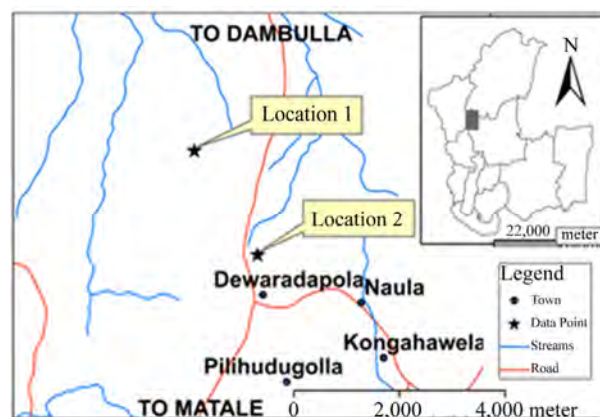 TO DAMBULLA
N
Location 1
Location 2
22,000 meter
Legend
Town
Data Point
Streams
Road
Dewaradapola
Naula
Kongahawela
Pilihudugolla
TO MATALE
0 2,000 4,000 meter